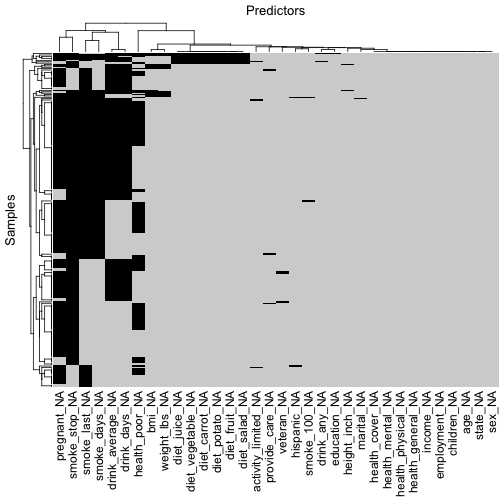 Predictors
Samples
pregnant_NA
smoke_stop_NA
smoke_last_NA
smoke_days_NA
drink_average_NA
drink_days_NA
health_poor_NA
bmi_NA
weight_lbs_NA
diet_juice_NA
diet_vegetable_NA
diet_carrot_NA
diet_potato_NA
diet_fruit_NA
diet_salad_NA
activity_limited_NA
provide_care_NA
veteran_NA
hispanic_NA
smoke_100_NA
drink_any_NA
education_NA
height_inch_NA
marital_NA
health_cover_NA
health_mental_NA
health_physical_NA
health_general_NA
income_NA
employment_NA
children_NA
age_NA
state_NA
sex_NA